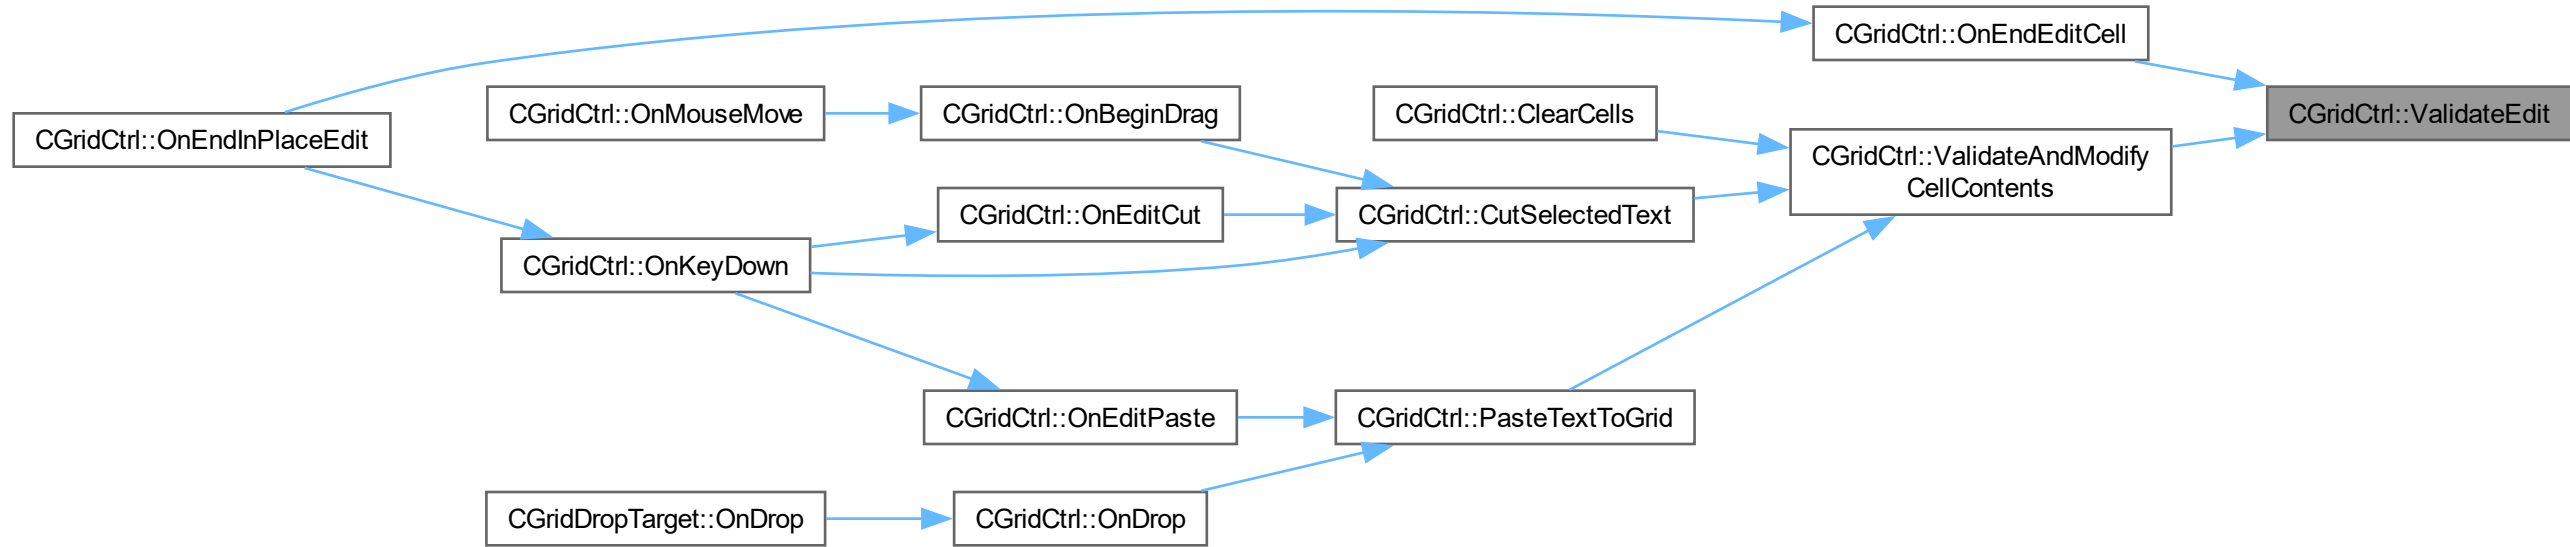 CGridCtrl::OnEndEditCell
CGridCtrl::OnMouseMove
CGridCtrl::OnBeginDrag
CGridCtrl::ClearCells
CGridCtrl::ValidateEdit
CGridCtrl::OnEndInPlaceEdit
CGridCtrl::ValidateAndModify
CellContents
CGridCtrl::OnEditCut
CGridCtrl::CutSelectedText
CGridCtrl::OnKeyDown
CGridCtrl::OnEditPaste
CGridCtrl::PasteTextToGrid
CGridDropTarget::OnDrop
CGridCtrl::OnDrop